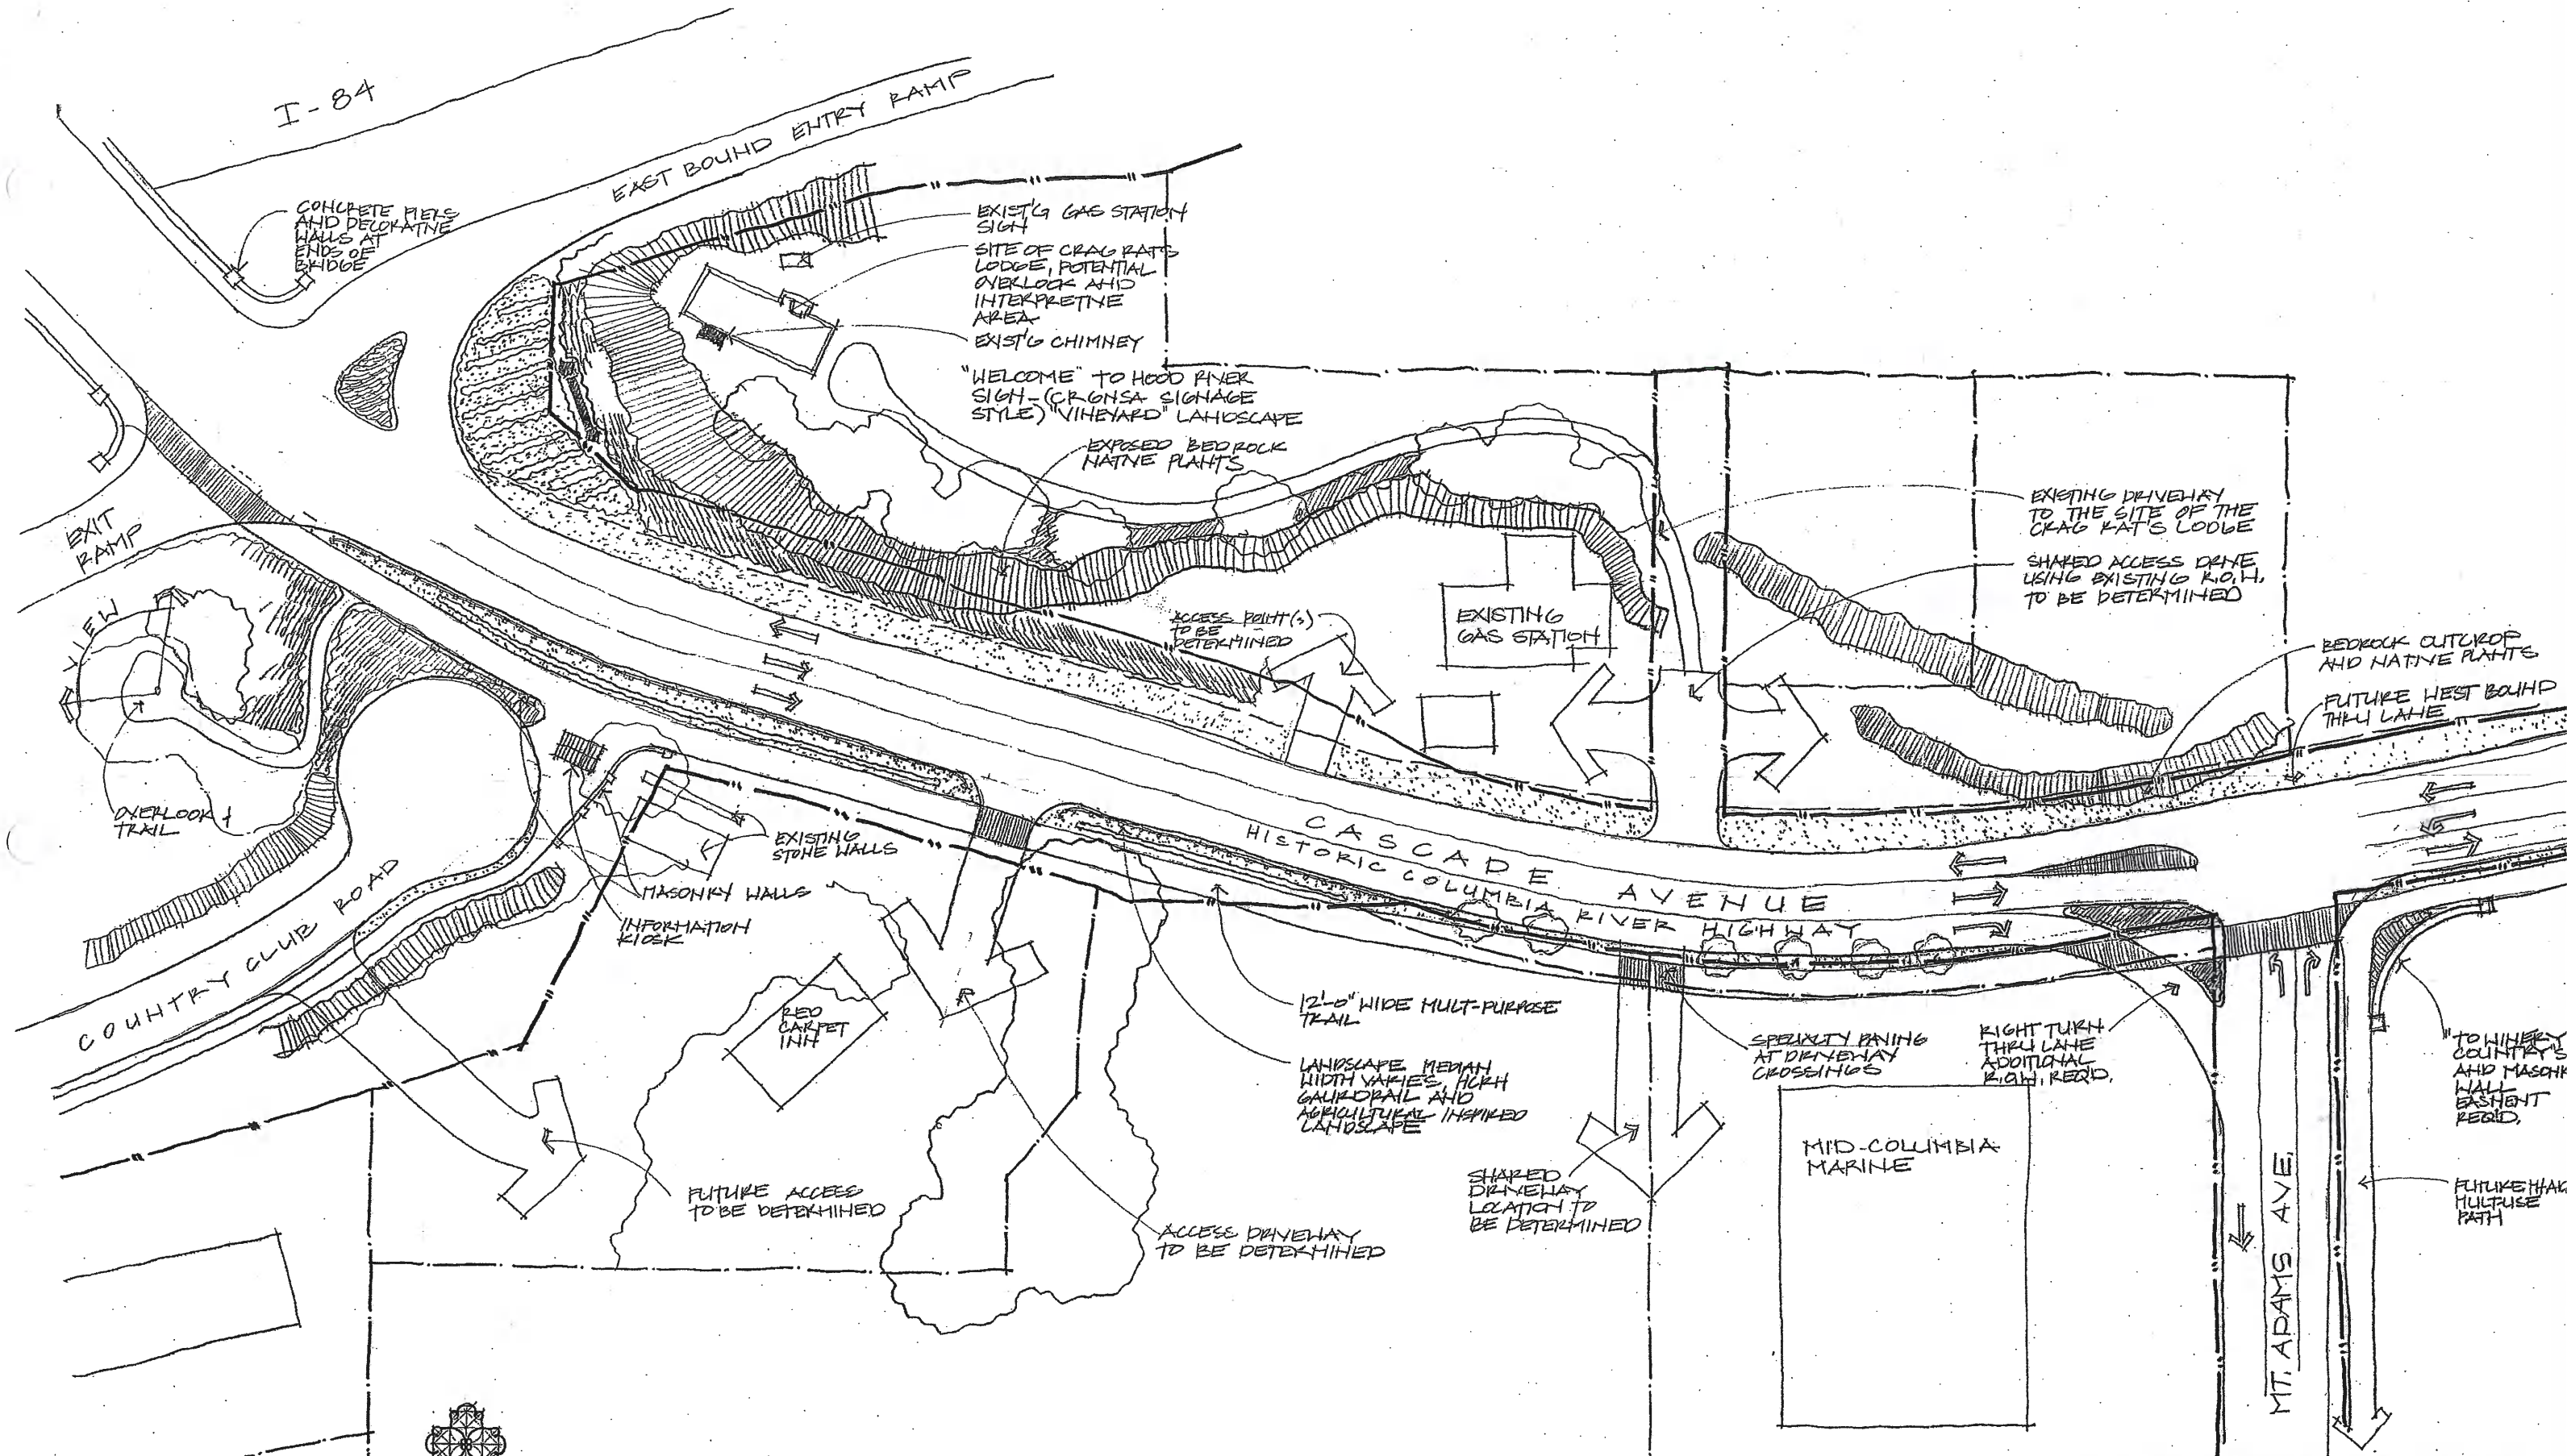 I-84
EAST BOUND ENTRY RAMP
CONCRETE PIERS
AND DECORATIVE
WALLS AT
ENDS OF
BRIDGE
EXIST'G GAS STATION
SIGN
SITE OF CRAG RATS
LODGE, POTENTIAL
OVERLOOK AND
INTERPRETIVE
AREA
EXIST'G CHIMNEY
"WELCOME" TO HOOD RIVER
SIGN-(CRGNSA SIGNAGE
STYLE) "VINEYARD" LANDSCAPE
EXPOSED BEDROCK
NATIVE PLANTS
EXISTING DRIVEWAY
TO THE SITE OF THE
CRAG RAT'S LODGE
SHARED ACCESS DRIVE
USING EXISTING R.O.W.
TO BE DETERMINED
EXIT
RAMP
VIEW
OVERLOOK &
TRAIL
ACCESS POINT(S)
TO BE
DETERMINED
EXISTING
GAS STATION
BEDROCK OUTCROP
AND NATIVE PLANTS
FUTURE WEST BOUND
THRU LANE
CASCADE AVENUE
HISTORIC COLUMBIA RIVER HIGHWAY
EXISTING
STONE WALLS
MASONRY WALLS
INFORMATION
KIOSK
COUNTRY CLUB ROAD
RED
CARPET
INN
12'-0" WIDE MULT-PURPOSE
TRAIL
LANDSCAPE MEDIAN
WIDTH VARIES, HCRH
GAURDRAIL AND
AGRICULTURAL INSPIRED
LANDSCAPE
SPECIALTY PAVING
AT DRIVEWAY
CROSSINGS
RIGHT TURN
THRU LANE
ADDITIONAL
R.O.W. REQ'D.
"TO WINERY
COUNTRY"S
AND MASONR
WALL
EASMENT
REQ'D.
MID-COLUMBIA
MARINE
SHARED
DRIVEWAY
LOCATION TO
BE DETERMINED
FUTURE ACCESS
TO BE DETERMINED
ACCESS DRIVEWAY
TO BE DETERMINED
FUTURE
MULTI-USE
PATH
MT. ADAMS AVE.